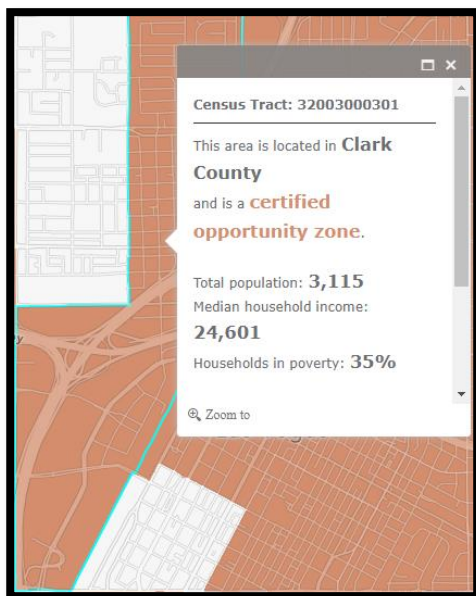 Census Tract: 32003000301
This area is located in Clark
County
and is a certified
opportunity zone.
Total population: 3,115
Median household income:
24,601
Households in poverty: 35%
Zoom to